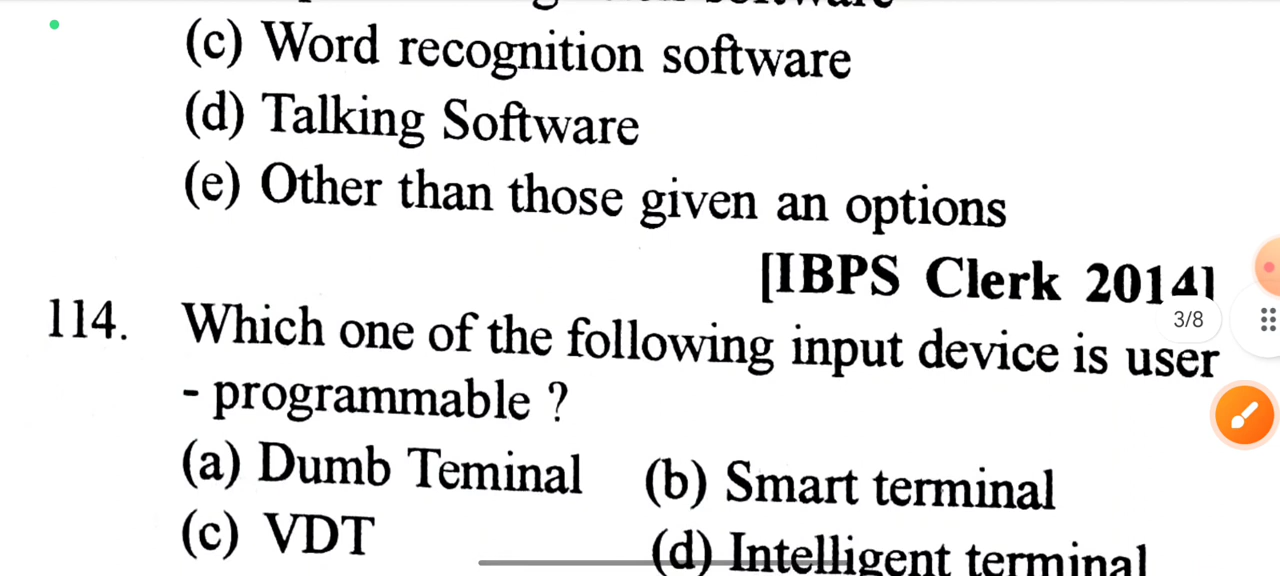 (c) Word recognition software
(d) Talking Software
(e) Other than those given an options
[IBPS Clerk 2014]
3/8
114. Which one of the following input device is user
- programmable ?
(a) Dumb Teminal (b) Smart terminal
(c) VDT (d) Intelligent terminal